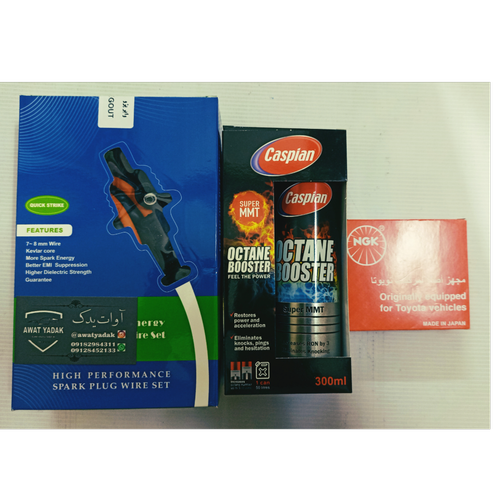 GOUT
QUICK STRIKE
FEATURES
7~8 mm Wire
Kevlar core
More Spark Energy
Better EMI Suppression
Higher Dielectric Strength
Guarantee
آوات یدک
AWAT YADAK
@awatyadak
09182984311
09128452133
nergy
ire Set
HIGH PERFORMANCE
SPARK PLUG WIRE SET
Caspian
SUPER
MMT
OCTANE
BOOSTER
FEEL THE POWER
Restores
power and
acceleration
Eliminates
knocks, pings
and hesitation
1 can
Caspian
OCTANE
BOOSTER
Super MMT
300ml
NGK
Originally equipped
for Toyota vehicles
MADE IN JAPAN